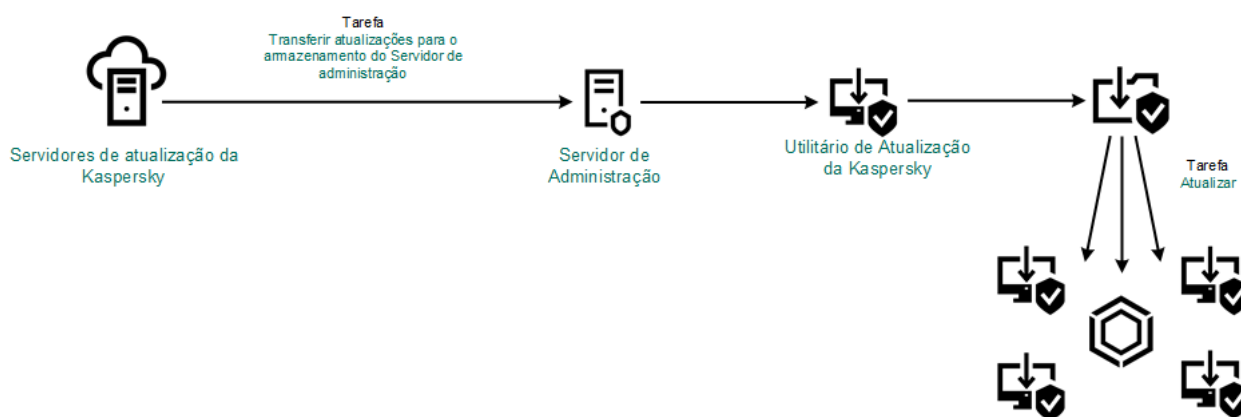 Tarefa
Transferir atualizações para o
armazenamento do Servidor de
administração
Servidores de atualização da
Kaspersky
Servidor de
Administração
Utilitário de Atualização
da Kaspersky
Tarefa
Atualizar